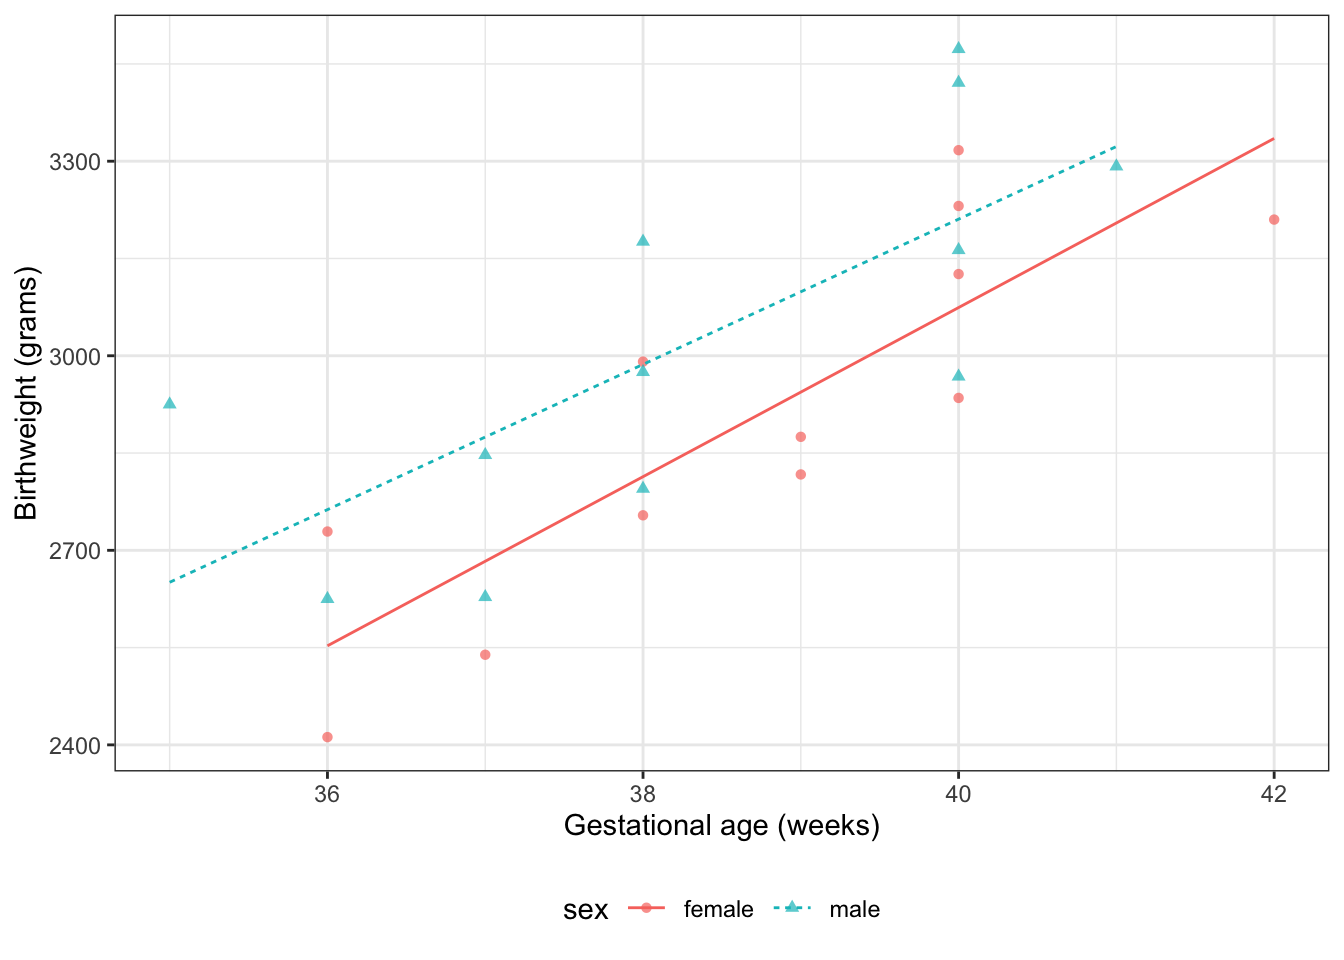 Birthweight (grams)
3300
3000
2700
2400
36 38 40 42
Gestational age (weeks)
sex female male